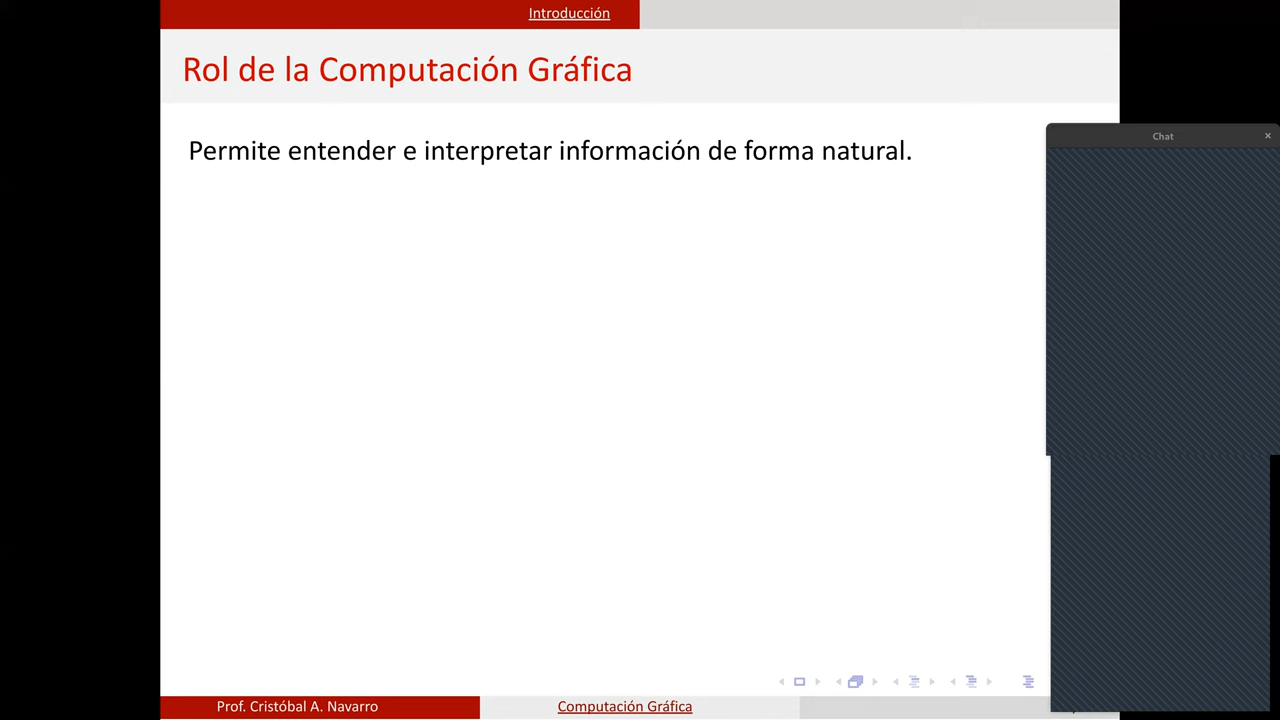 Introducción
Rol de la Computación Gráfica
Permite entender e interpretar información de forma natural.
Chat
Prof. Cristóbal A. Navarro
Computación Gráfica